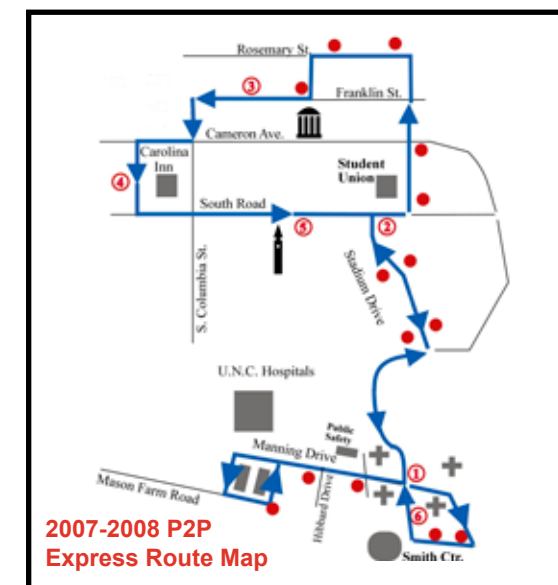 Rosemary St.
③
Franklin St.
Cameron Ave.
Carolina
Inn
Student
Union
④
South Road
⑤
②
S. Columbia St.
Stadium Drive
U.N.C. Hospitals
Public
Safety
Manning Drive
①
Mason Farm Road
Hibbard Drive
⑥
2007-2008 P2P
Express Route Map
Smith Ctr.